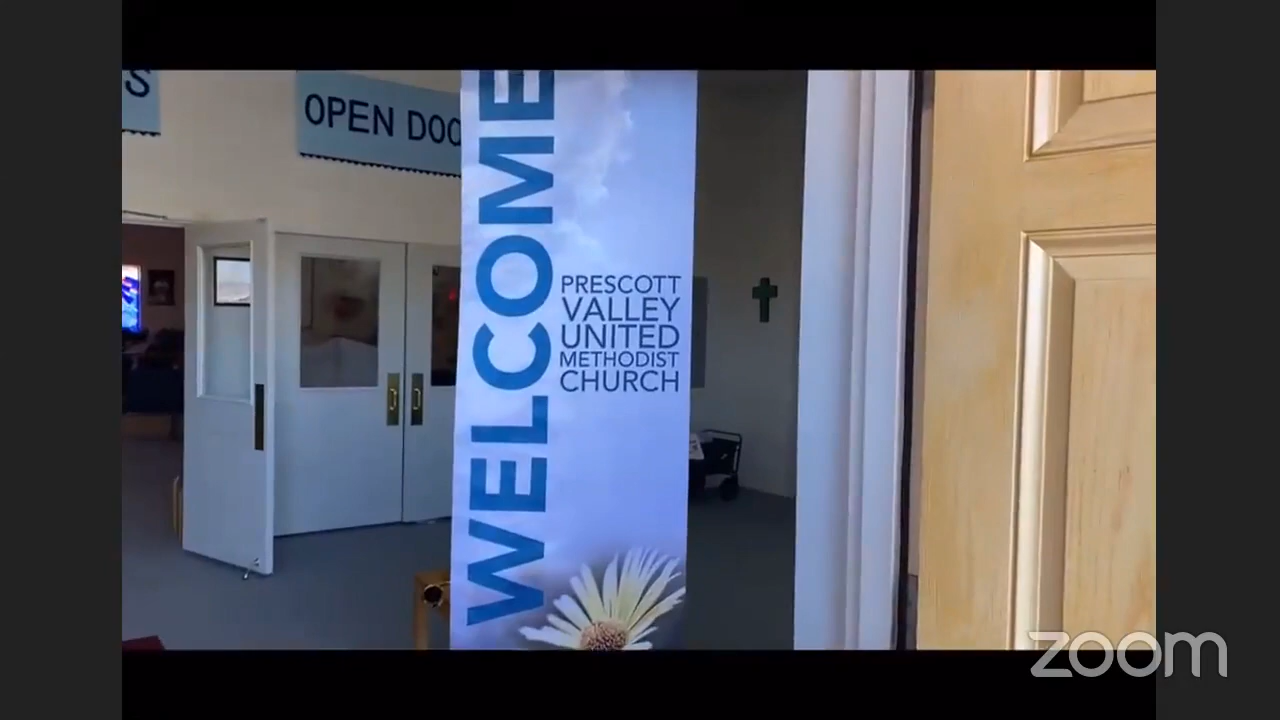 S
OPEN DOO
WELCOME
PRESCOTT
VALLEY
UNITED
METHODIST
CHURCH
zoom